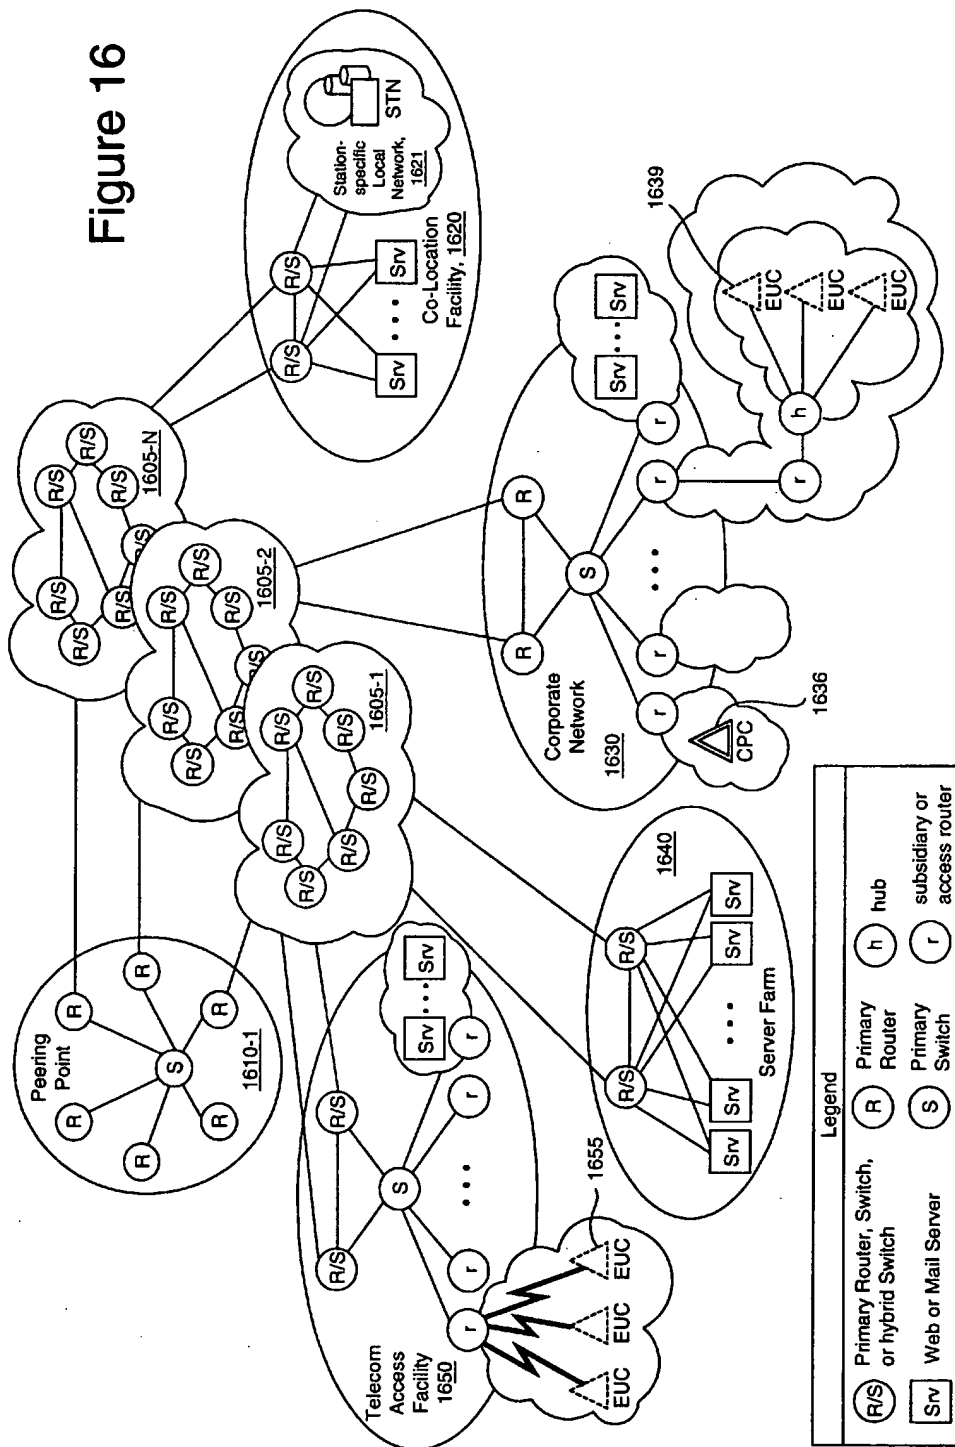 Figure 16
Peering
Point
1610-1
R
R
R
R
R
R
S
1605-N
R/S
R/S
R/S
R/S
R/S
R/S
R/S
1605-2
R/S
R/S
R/S
R/S
R/S
R/S
R/S
1605-1
R/S
R/S
R/S
R/S
R/S
R/S
R/S
R/S
R/S
Station-
specific
Local
Network,
1621
STN
Srv
Srv
Co-Location
Facility, 1620
Telecom
Access
Facility
1650
R/S
R/S
S
r
r
r
r
Srv
Srv
EUC
EUC
EUC
1655
1640
R/S
R/S
Srv
Srv
Srv
Srv
Server Farm
Corporate
Network
1630
R
R
S
r
r
r
r
Srv
Srv
CPC
1636
r
h
EUC
EUC
EUC
1639
Legend
R/S
Primary Router, Switch,
or hybrid Switch
R
Primary
Router
h
hub
Srv
Web or Mail Server
S
Primary
Switch
r
subsidiary or
access router